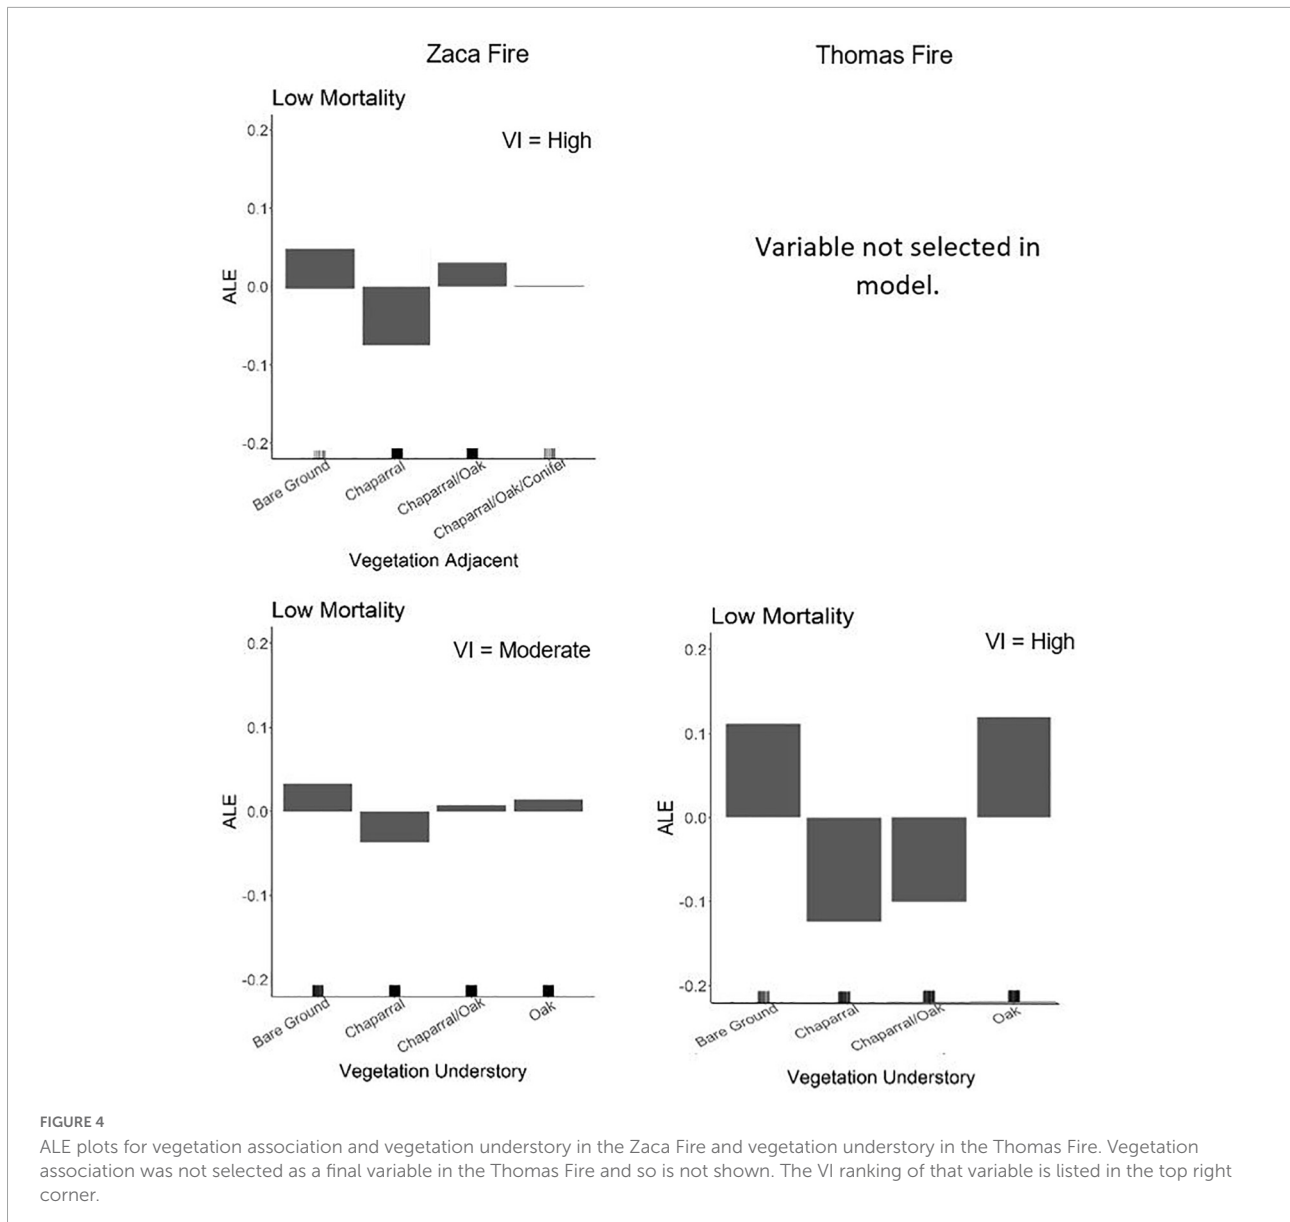 Zaca Fire
Thomas Fire
Low Mortality
VI = High
0.2
0.1
0.0
-0.1
-0.2
ALE
Bare Ground
Chaparral
Chaparral/Oak
Chaparral/Oak/Conifer
Vegetation Adjacent
Variable not selected in
model.
Low Mortality
VI = Moderate
0.2
0.1
0.0
-0.1
-0.2
ALE
Bare Ground
Chaparral
Chaparral/Oak
Oak
Vegetation Understory
Low Mortality
VI = High
0.2
0.1
0.0
-0.1
-0.2
ALE
Bare Ground
Chaparral
Chaparral/Oak
Oak
Vegetation Understory
FIGURE 4
ALE plots for vegetation association and vegetation understory in the Zaca Fire and vegetation understory in the Thomas Fire. Vegetation
association was not selected as a final variable in the Thomas Fire and so is not shown. The VI ranking of that variable is listed in the top right
corner.